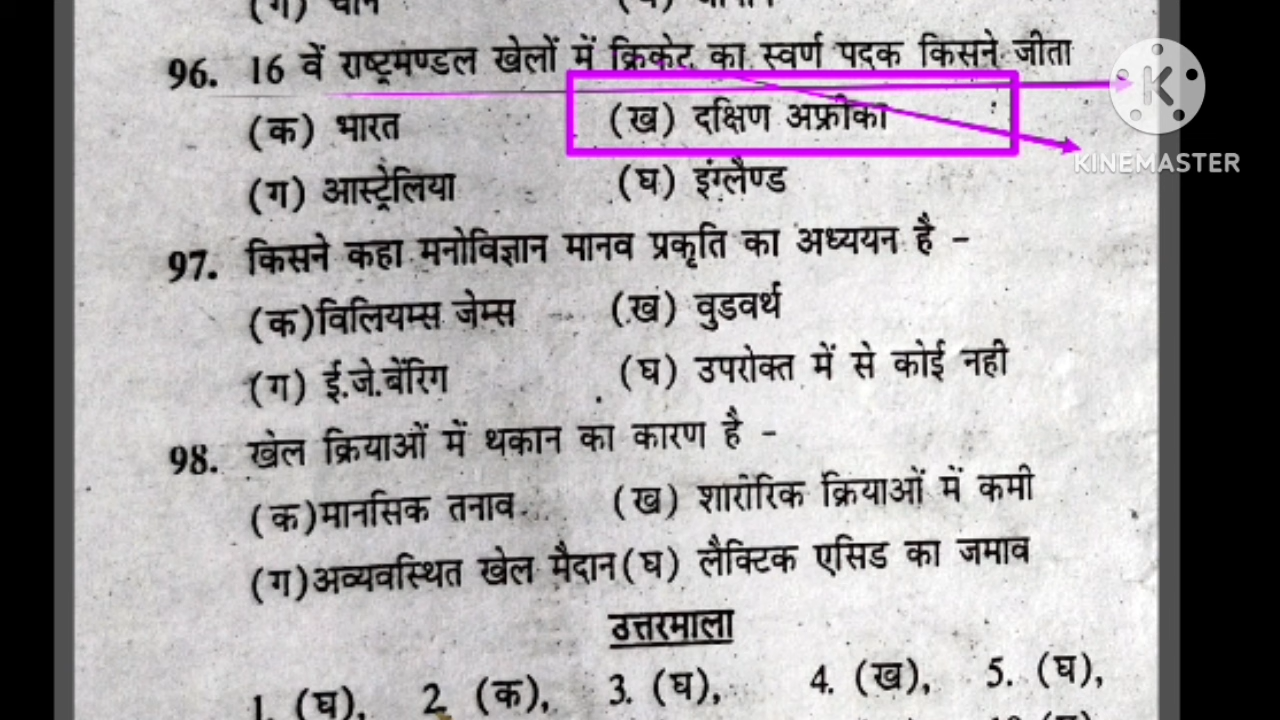 96. 16 वें राष्ट्रमण्डल खेलों में क्रिकेट का स्वर्ण पदक किसने जीता
(क) भारत (ख) दक्षिण अफ्रीका
(ग) आस्ट्रेलिया (घ) इंग्लैण्ड
KINEMASTER
97. किसने कहा मनोविज्ञान मानव प्रकृति का अध्ययन है -
(क)विलियम्स जेम्स (ख) वुडवर्थ
(ग) ई.जे.बेंरिग (घ) उपरोक्त में से कोई नही
98. खेल क्रियाओं में थकान का कारण है -
(क)मानसिक तनाव (ख) शारीरिक क्रियाओं में कमी
(ग)अव्यवस्थित खेल मैदान (घ) लैक्टिक एसिड का जमाव
उत्तरमाला
1. (घ), 2. (क), 3. (घ), 4. (ख), 5. (घ),